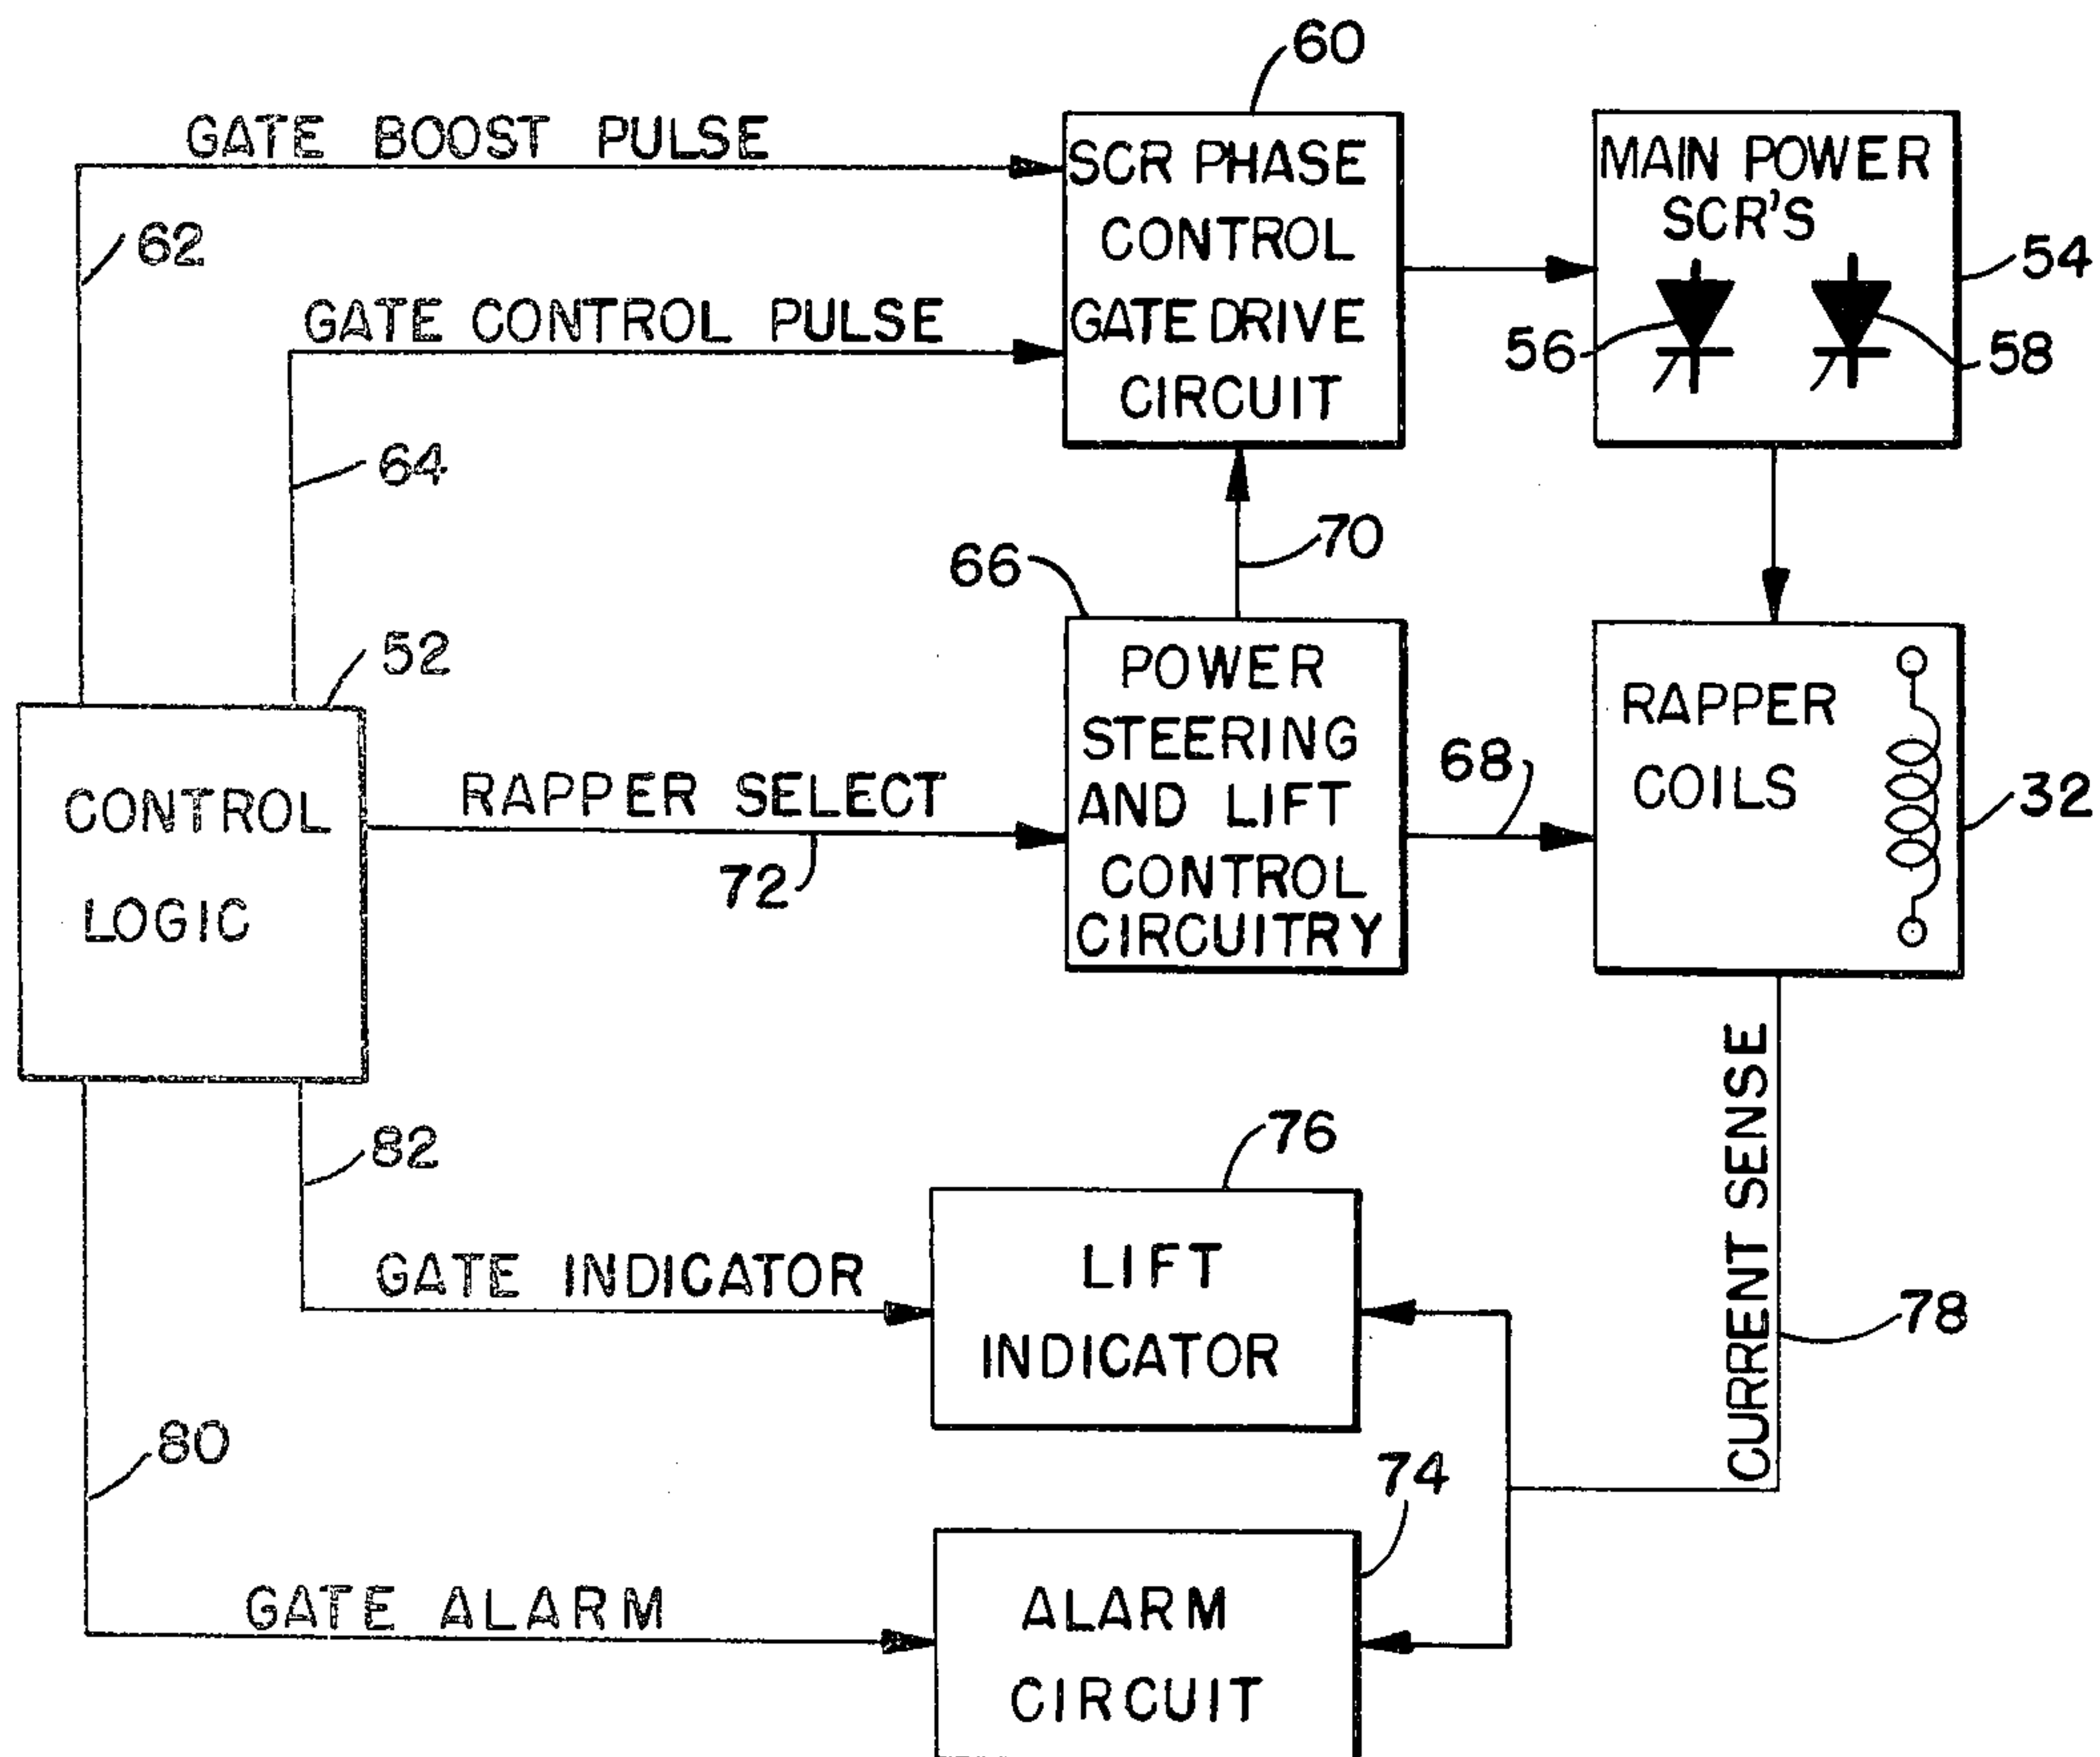 60
GATE BOOST PULSE
SCR PHASE
CONTROL
GATE DRIVE
CIRCUIT
MAIN POWER
SCR'S
54
56
58
62
GATE CONTROL PULSE
64
70
66
52
POWER
STEERING
AND LIFT
CONTROL
CIRCUITRY
68
RAPPER
COILS
32
CONTROL
LOGIC
RAPPER SELECT
72
CURRENT SENSE
78
82
76
GATE INDICATOR
LIFT
INDICATOR
80
74
GATE ALARM
ALARM
CIRCUIT